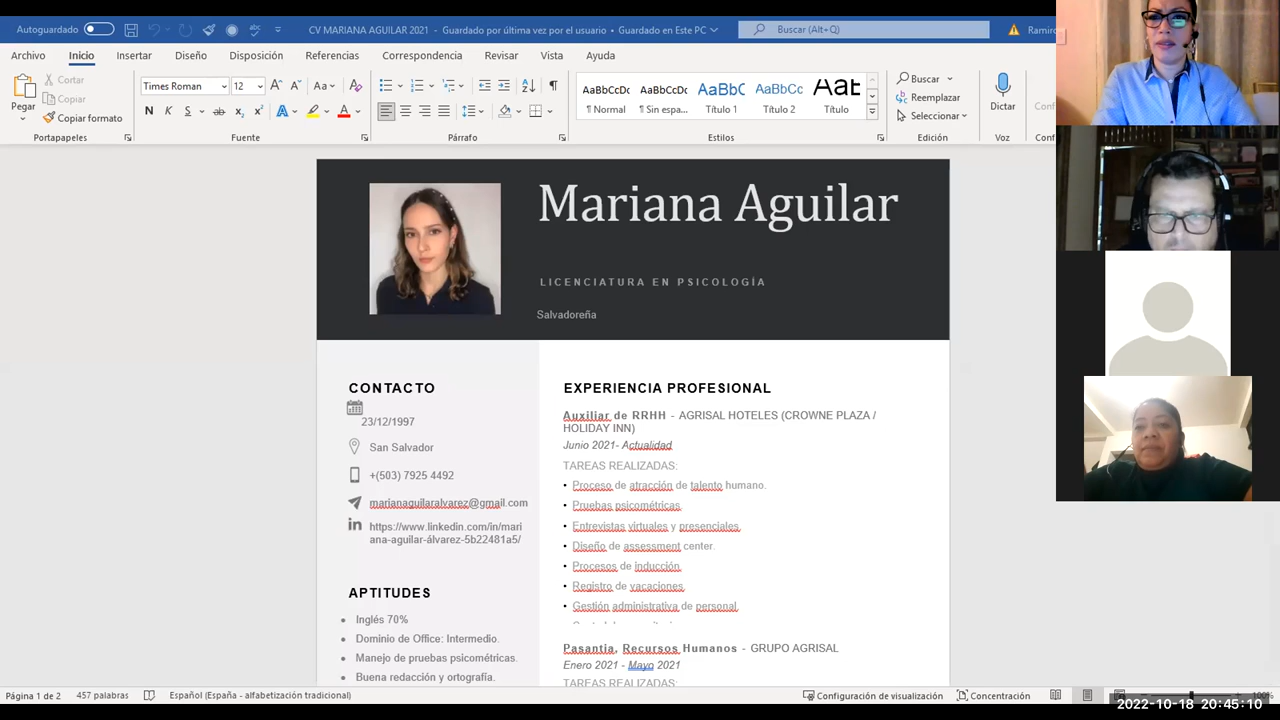 Autoguardado
CV MARIANA AGUILAR 2021 - Guardado por última vez por el usuario - Guardado en Este PC
Buscar (Alt+Q)
Ramiro
Archivo Inicio Insertar Diseño Disposición Referencias Correspondencia Revisar Vista Ayuda
Pegar
Cortar
Copiar
Copiar formato
Portapapeles
Times Roman 12
N K S ab x₂ x²
Fuente
Párrafo
AaBbCcDc AaBbCcDc AaBbC AaBbCc AaB
¶ Normal ¶ Sin espa... Título 1 Título 2 Título
Estilos
Buscar
Reemplazar
Seleccionar
Edición
Dictar
Voz
Mariana Aguilar
LICENCIATURA EN PSICOLOGÍA
Salvadoreña
CONTACTO
23/12/1997
San Salvador
+(503) 7925 4492
marianaguilaralvarez@gmail.com
https://www.linkedin.com/in/mari
ana-aguilar-álvarez-5b22481a5/
APTITUDES
• Inglés 70%
• Dominio de Office: Intermedio.
• Manejo de pruebas psicométricas.
• Buena redacción y ortografía.
EXPERIENCIA PROFESIONAL
Auxiliar de RRHH - AGRISAL HOTELES (CROWNE PLAZA /
HOLIDAY INN)
Junio 2021- Actualidad
TAREAS REALIZADAS:
• Proceso de atracción de talento humano.
• Pruebas psicométricas.
• Entrevistas virtuales y presenciales.
• Diseño de assessment center.
• Procesos de inducción.
• Registro de vacaciones.
• Gestión administrativa de personal.
Pasantia, Recursos Humanos - GRUPO AGRISAL
Enero 2021 - Mayo 2021
TAREAS REALIZADAS:
Página 1 de 2 457 palabras Español (España - alfabetización tradicional) Configuración de visualización Concentración 100%
2022-10-18 20:45:10